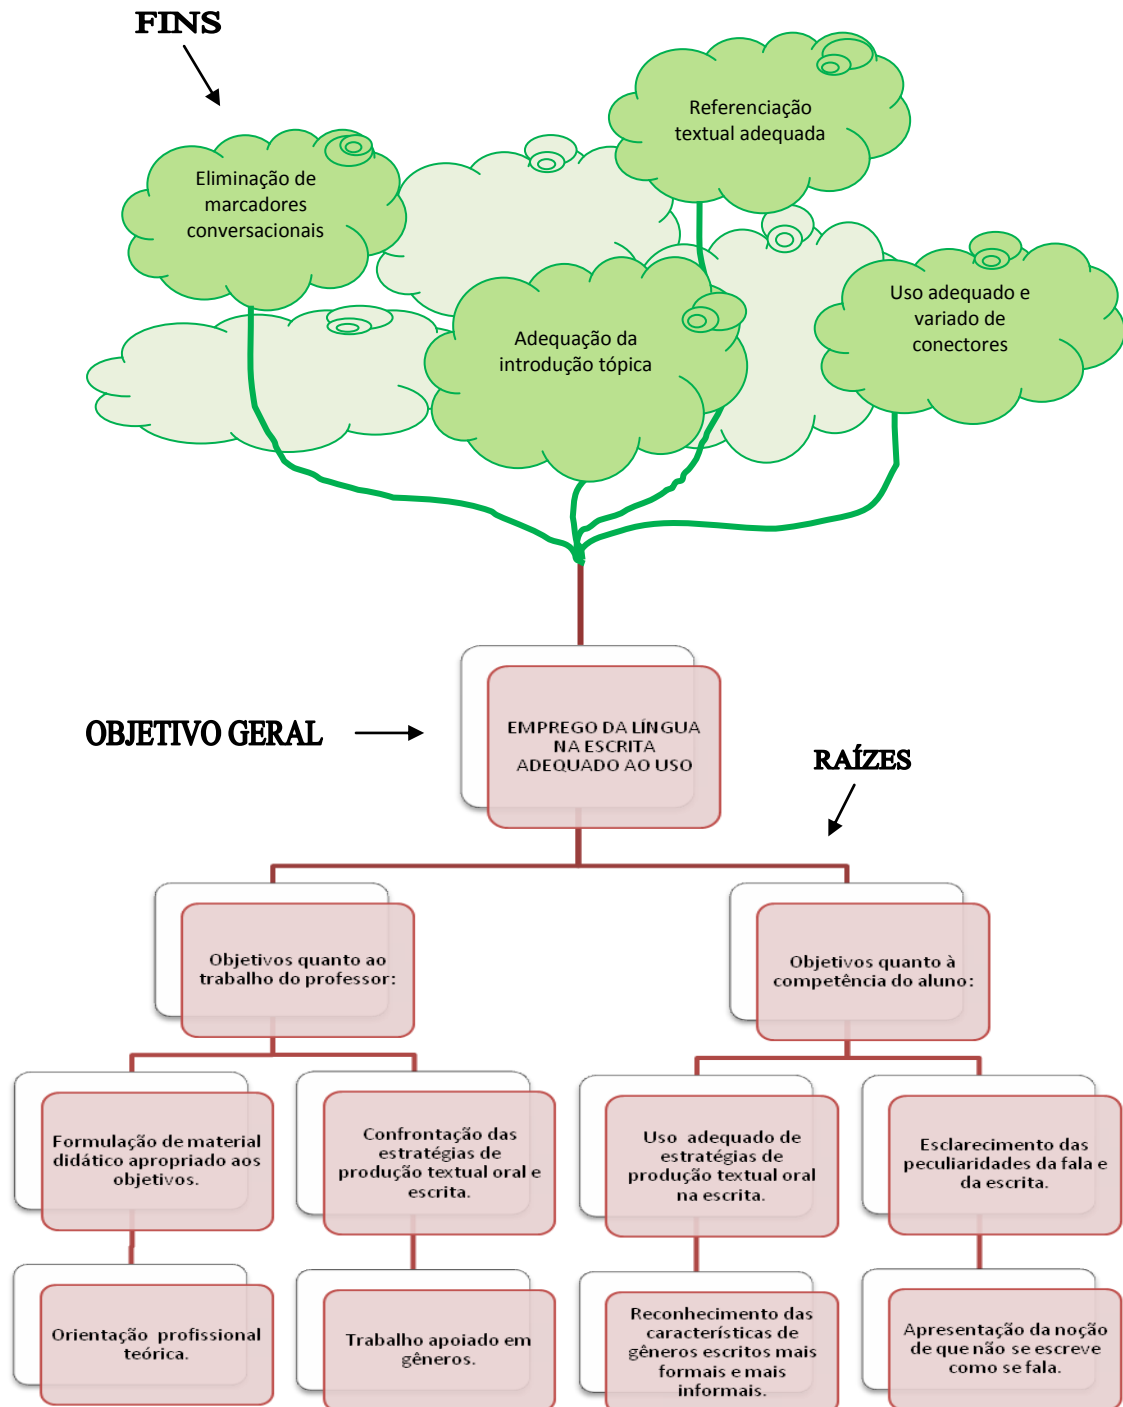 FINS
Referenciação
textual adequada
Eliminação de
marcadores
conversacionais
Uso adequado e
variado de
conectores
Adequação da
introdução tópica
OBJETIVO GERAL
EMPREGO DA LÍNGUA
NA ESCRITA
ADEQUADO AO USO
RAÍZES
Objetivos quanto ao
trabalho do professor:
Objetivos quanto à
competência do aluno:
Formulação de material
didático apropriado aos
objetivos.
Confrontação das
estratégias de
produção textual oral e
escrita.
Uso adequado de
estratégias de
produção textual oral
na escrita.
Esclarecimento das
peculiaridades da fala e
da escrita.
Orientação profissional
teórica.
Trabalho apoiado em
gêneros.
Reconhecimento das
características de
gêneros escritos mais
formais e mais
informais.
Apresentação da noção
de que não se escreve
como se fala.